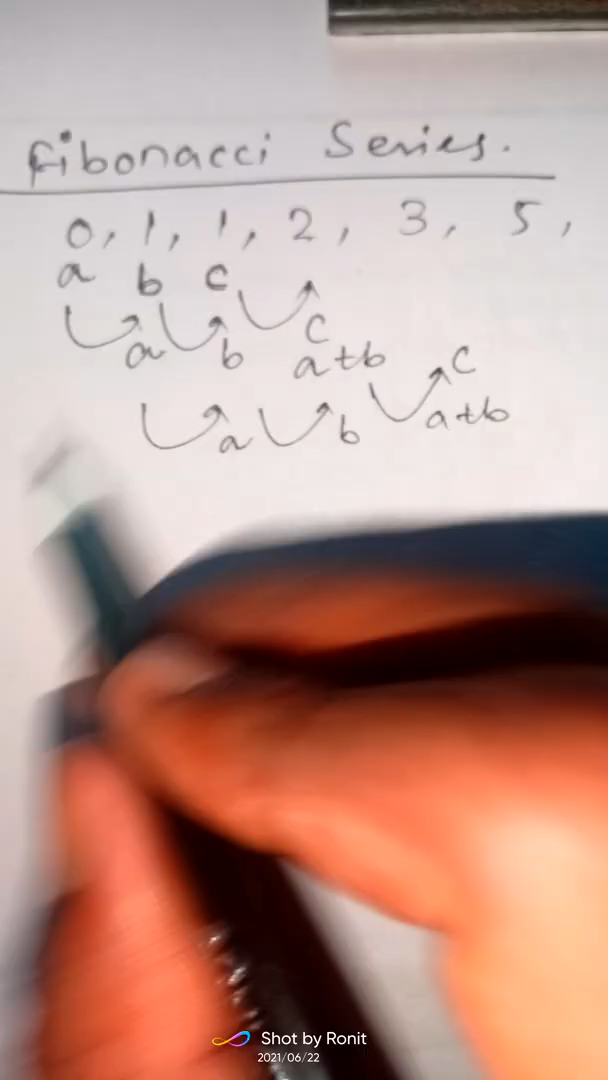 Fibonacci Series.
0, 1, 1, 2, 3, 5,
a b c
a b c
a+b c
a b a+b
Shot by Ronit
2021/06/22